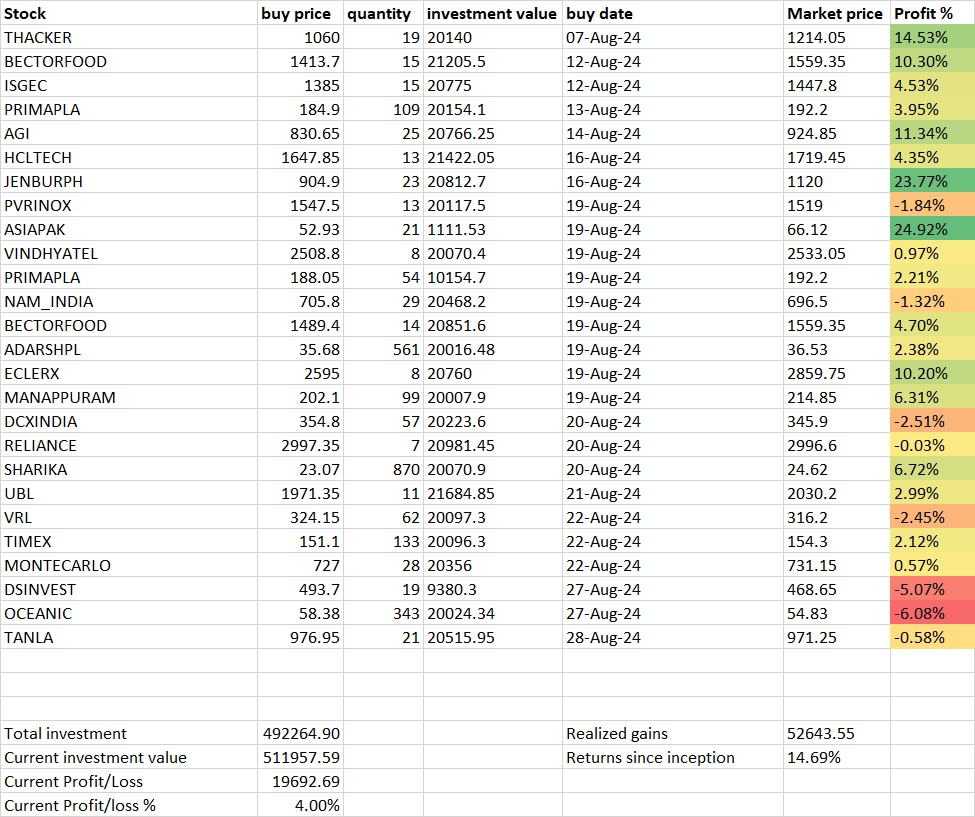 Stock buy price quantity investment value buy date Market price Profit %
THACKER 1060 19 20140 07-Aug-24 1214.05 14.53%
BECTORFOOD 1413.7 15 21205.5 12-Aug-24 1559.35 10.30%
ISGEC 1385 15 20775 12-Aug-24 1447.8 4.53%
PRIMAPLA 184.9 109 20154.1 13-Aug-24 192.2 3.95%
AGI 830.65 25 20766.25 14-Aug-24 924.85 11.34%
HCLTECH 1647.85 13 21422.05 16-Aug-24 1719.45 4.35%
JENBURPH 904.9 23 20812.7 16-Aug-24 1120 23.77%
PVRINOX 1547.5 13 20117.5 19-Aug-24 1519 -1.84%
ASIAPAK 52.93 21 1111.53 19-Aug-24 66.12 24.92%
VINDHYATEL 2508.8 8 20070.4 19-Aug-24 2533.05 0.97%
PRIMAPLA 188.05 54 10154.7 19-Aug-24 192.2 2.21%
NAM_INDIA 705.8 29 20468.2 19-Aug-24 696.5 -1.32%
BECTORFOOD 1489.4 14 20851.6 19-Aug-24 1559.35 4.70%
ADARSHPL 35.68 561 20016.48 19-Aug-24 36.53 2.38%
ECLERX 2595 8 20760 19-Aug-24 2859.75 10.20%
MANAPPURAM 202.1 99 20007.9 19-Aug-24 214.85 6.31%
DCXINDIA 354.8 57 20223.6 20-Aug-24 345.9 -2.51%
RELIANCE 2997.35 7 20981.45 20-Aug-24 2996.6 -0.03%
SHARIKA 23.07 870 20070.9 20-Aug-24 24.62 6.72%
UBL 1971.35 11 21684.85 21-Aug-24 2030.2 2.99%
VRL 324.15 62 20097.3 22-Aug-24 316.2 -2.45%
TIMEX 151.1 133 20096.3 22-Aug-24 154.3 2.12%
MONTECARLO 727 28 20356 22-Aug-24 731.15 0.57%
DSINVEST 493.7 19 9380.3 27-Aug-24 468.65 -5.07%
OCEANIC 58.38 343 20024.34 27-Aug-24 54.83 -6.08%
TANLA 976.95 21 20515.95 28-Aug-24 971.25 -0.58%
Total investment 492264.90 Realized gains 52643.55
Current investment value 511957.59 Returns since inception 14.69%
Current Profit/Loss 19692.69
Current Profit/loss % 4.00%